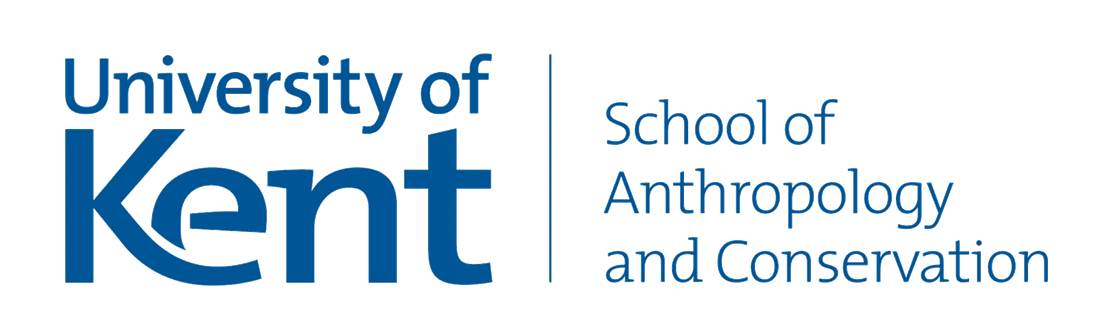 University of
Kent
School of
Anthropology
and Conservation